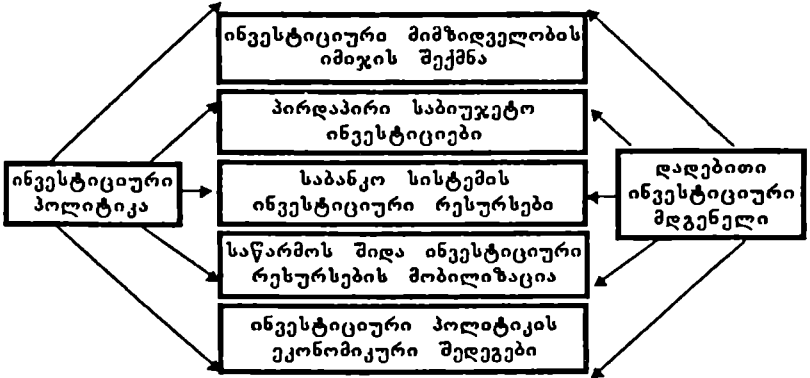 ინვესტიციური მიმზიდველობის
იმიჯის შექმნა
პირდაპირი საბიუჯეტო
ინვესტიციები
ინვესტიციური
პოლიტიკა
საბანკო სისტემის
ინვესტიციური რესურსები
დადებითი
ინვესტიციური
მდგენელი
საწარმოს შიდა ინვესტიციური
რესურსების მობილიზაცია
ინვესტიციური პოლიტიკის
ეკონომიკური შედეგები